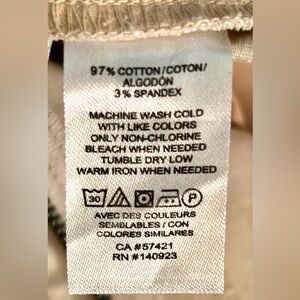 97% COTTON/COTON/
ALGODÓN
3% SPANDEX
MACHINE WASH COLD
WITH LIKE COLORS
ONLY NON-CHLORINE
BLEACH WHEN NEEDED
TUMBLE DRY LOW
WARM IRON WHEN NEEDED
30 P
AVEC DES COULEURS
SEMBLABLES / CON
COLORES SIMILARES
CA #57421
RN #140923